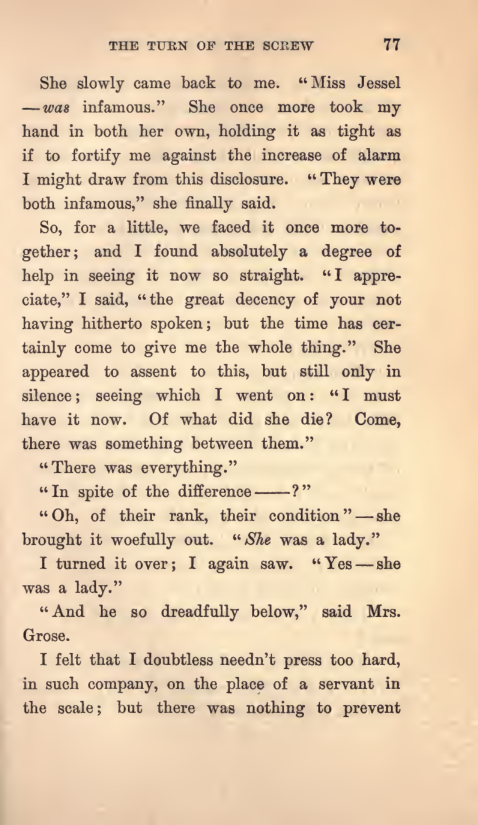 THE TURN OF THE SCREW 77
She slowly came back to me. “Miss Jessel
—was infamous.” She once more took my
hand in both her own, holding it as tight as
if to fortify me against the increase of alarm
I might draw from this disclosure. “They were
both infamous,” she finally said.
So, for a little, we faced it once more to-
gether; and I found absolutely a degree of
help in seeing it now so straight. “I appre-
ciate,” I said, “the great decency of your not
having hitherto spoken; but the time has cer-
tainly come to give me the whole thing.” She
appeared to assent to this, but still only in
silence; seeing which I went on: “I must
have it now. Of what did she die? Come,
there was something between them.”
“There was everything.”
“In spite of the difference——?”
“Oh, of their rank, their condition”—she
brought it woefully out. “She was a lady.”
I turned it over; I again saw. “Yes—she
was a lady.”
“And he so dreadfully below,” said Mrs.
Grose.
I felt that I doubtless needn’t press too hard,
in such company, on the place of a servant in
the scale; but there was nothing to prevent